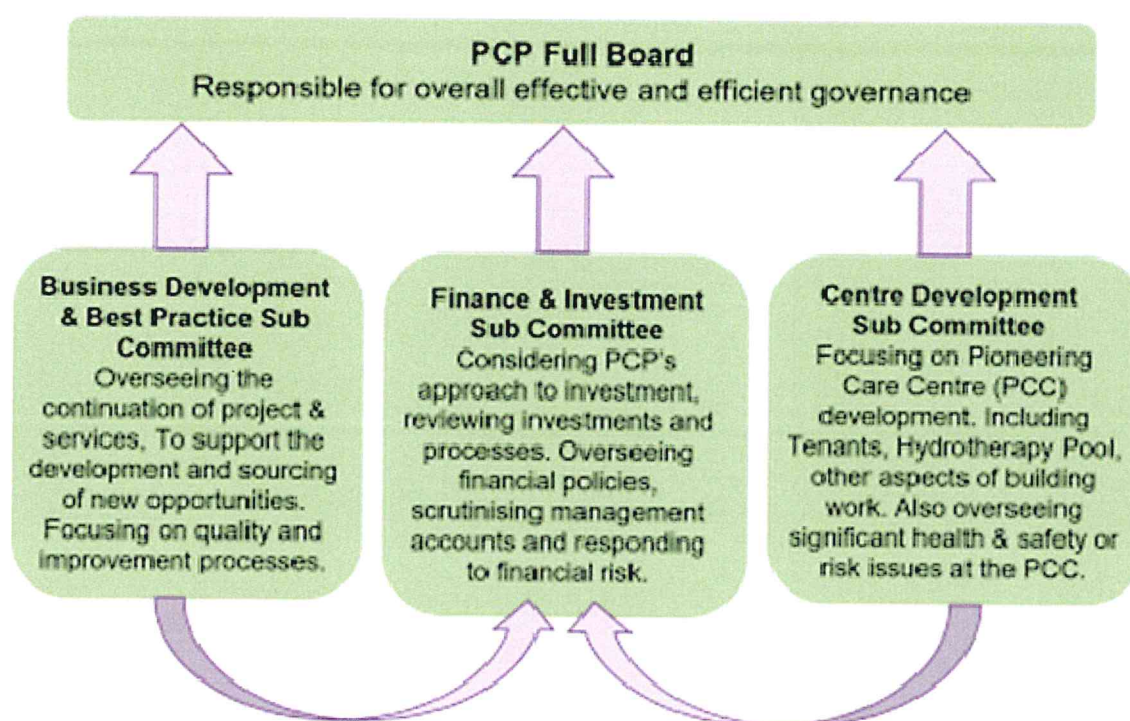 PCP Full Board
Responsible for overall effective and efficient governance
Business Development
& Best Practice Sub
Committee
Overseeing the
continuation of project &
services, To support the
development and sourcing
of new opportunities.
Focusing on quality and
improvement processes.
Finance & Investment
Sub Committee
Considering PCP's
approach to investment,
reviewing investments and
processes. Overseeing
financial policies,
scrutinising management
accounts and responding
to financial risk.
Centre Development
Sub Committee
Focusing on Pioneering
Care Centre (PCC)
development. Including
Tenants, Hydrotherapy Pool,
other aspects of building
work. Also overseeing
significant health & safety or
risk issues at the PCC.